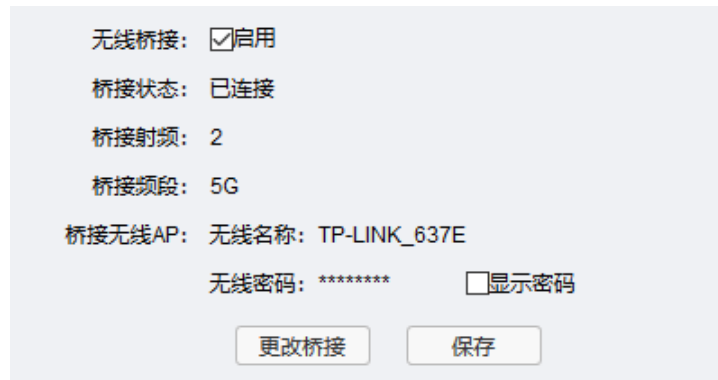 无线桥接: 启用
桥接状态: 已连接
桥接射频: 2
桥接频段: 5G
桥接无线AP: 无线名称: TP-LINK_637E
无线密码: ******** 显示密码
更改桥接 保存